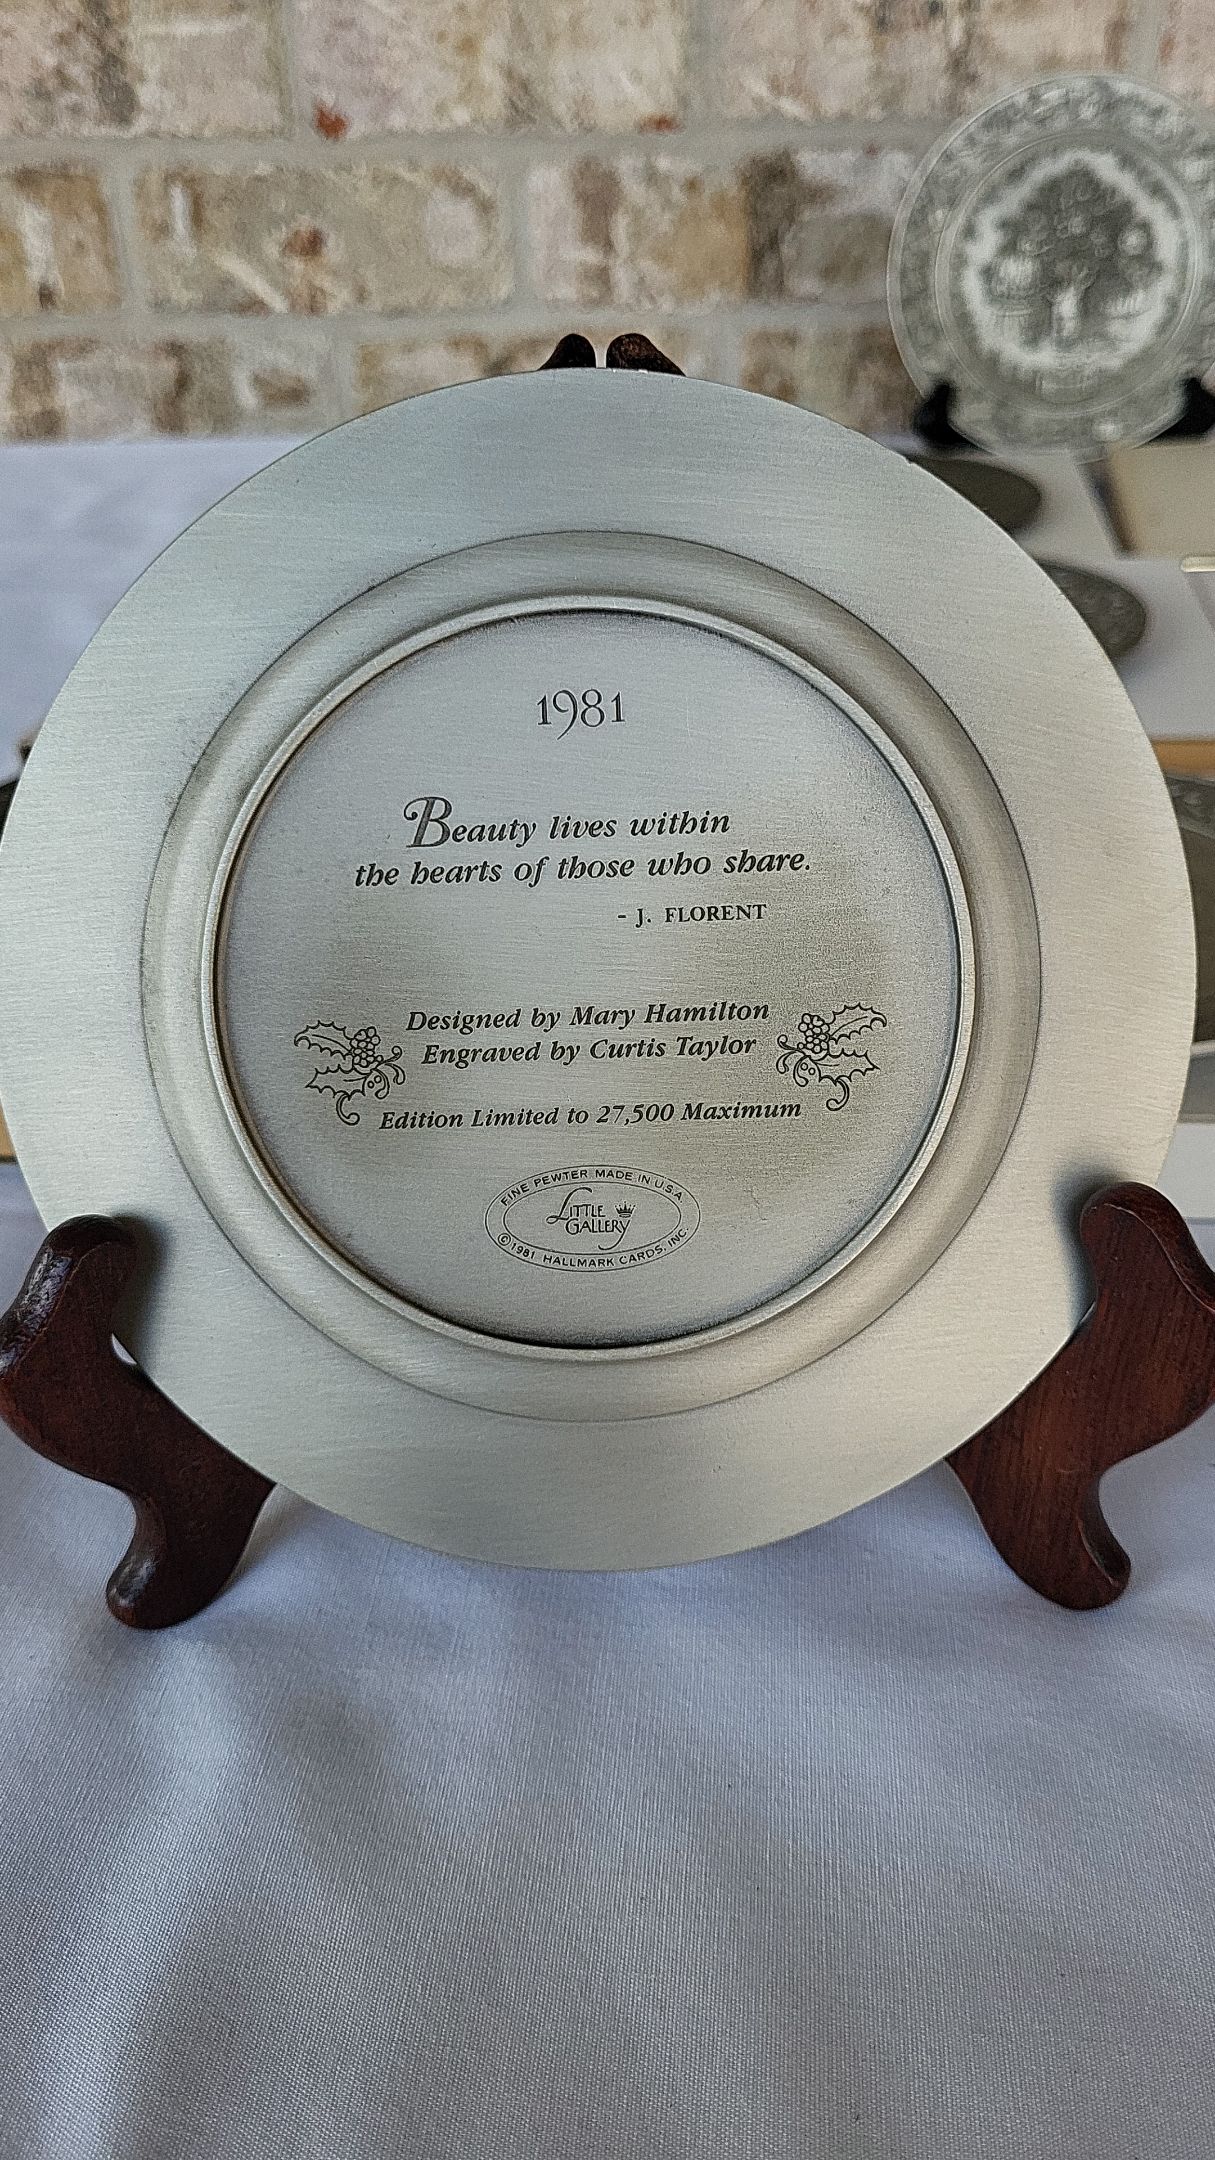 1981
Beauty lives within
the hearts of those who share.
- J. FLORENT
Designed by Mary Hamilton
Engraved by Curtis Taylor
Edition Limited to 27,500 Maximum
FINE PEWTER MADE IN U.S.A.
LITTLE
GALLERY
©1981 HALLMARK CARDS, INC.